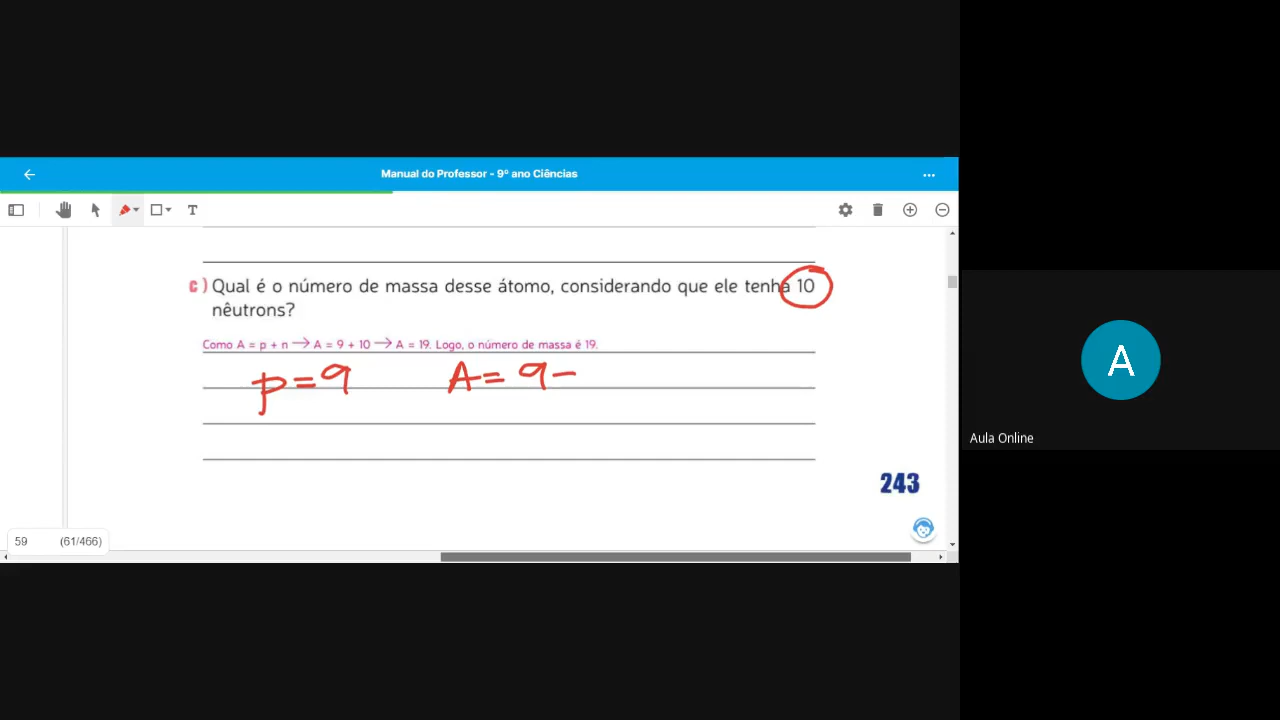 Manual do Professor - 9º ano Ciências
T
c) Qual é o número de massa desse átomo, considerando que ele tenha 10
nêutrons?
Como A = p + n → A = 9 + 10 → A = 19. Logo, o número de massa é 19.
p = 9 A = 9 -
243
59 (61/466)
A
Aula Online